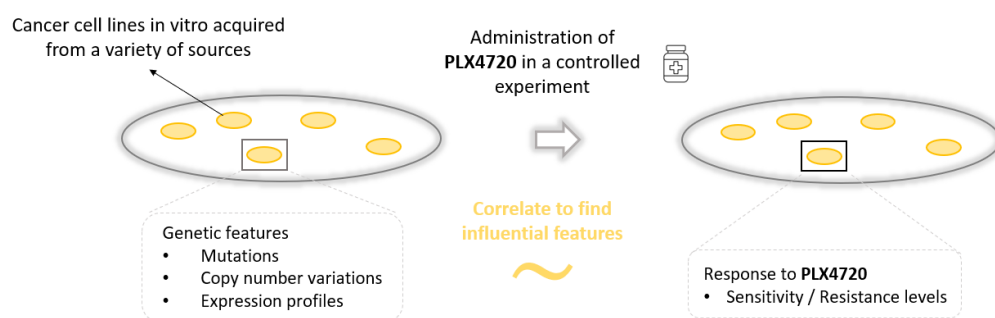 Cancer cell lines in vitro acquired
from a variety of sources
Administration of
PLX4720 in a controlled
experiment
Correlate to find
influential features
Genetic features
• Mutations
• Copy number variations
• Expression profiles
Response to PLX4720
• Sensitivity / Resistance levels